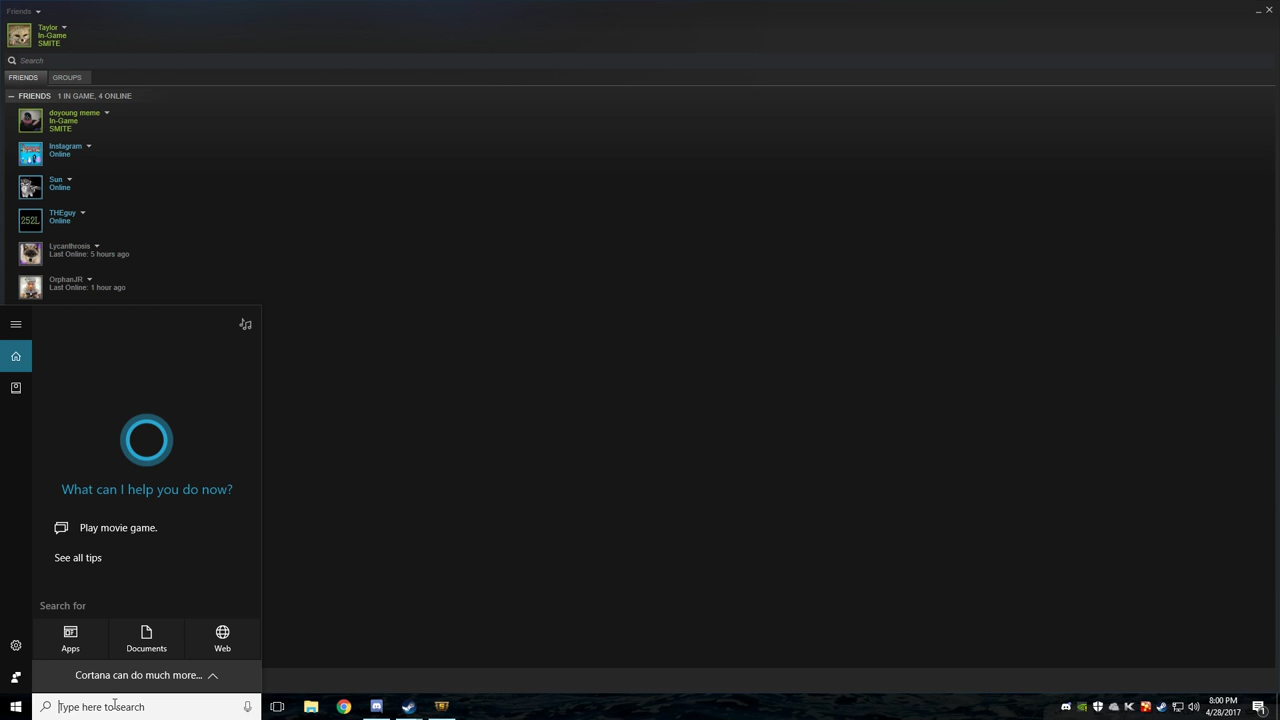 Friends
Taylor
In-Game
SMITE
Search
FRIENDS GROUPS
FRIENDS 1 IN GAME, 4 ONLINE
doyoung meme
In-Game
SMITE
Instagram
Online
Sun
Online
252L
THEguy
Online
Lycanthrosis
Last Online: 5 hours ago
OrphanJR
Last Online: 1 hour ago
What can I help you do now?
Play movie game.
See all tips
Search for
Apps Documents Web
Cortana can do much more...
Type here to search
8:00 PM
4/28/2017